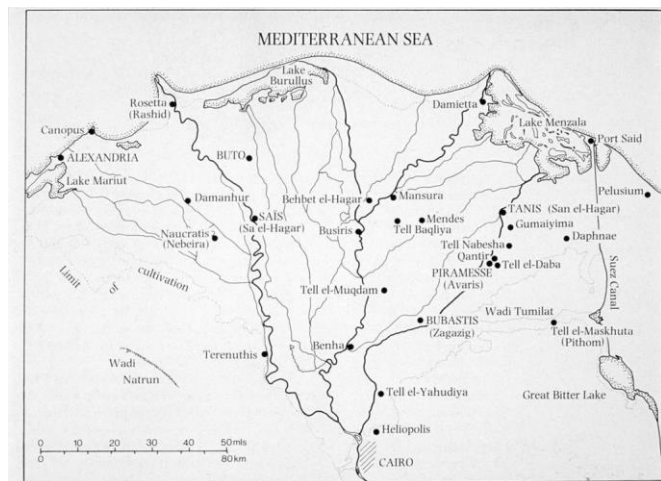 MEDITERRANEAN SEA
Lake
Burullus
Rosetta
(Rashid)
Damietta
Lake Menzala
Canopus
Port Said
ALEXANDRIA
BUTO
Lake Mariut
Pelusium
Damanhur
Behbet el-Hagar
Mansura
SAÏS
(Sa el-Hagar)
Mendes
Tell Baqliya
TANIS (San el-Hagar)
Gumaiyima
Naucratis
(Nebeira)
Busiris
Daphnae
Tell Nabesha
Qantir
Tell el-Daba
PIRAMESSE
(Avaris)
Limit of cultivation
Suez Canal
Tell el-Muqdam
Wadi Tumilat
BUBASTIS
(Zagazig)
Tell el-Maskhuta
(Pithom)
Terenuthis
Benha
Wadi
Natrun
Tell el-Yahudiya
Great Bitter Lake
Heliopolis
CAIRO
0 10 20 30 40 50 mls
0 80 km